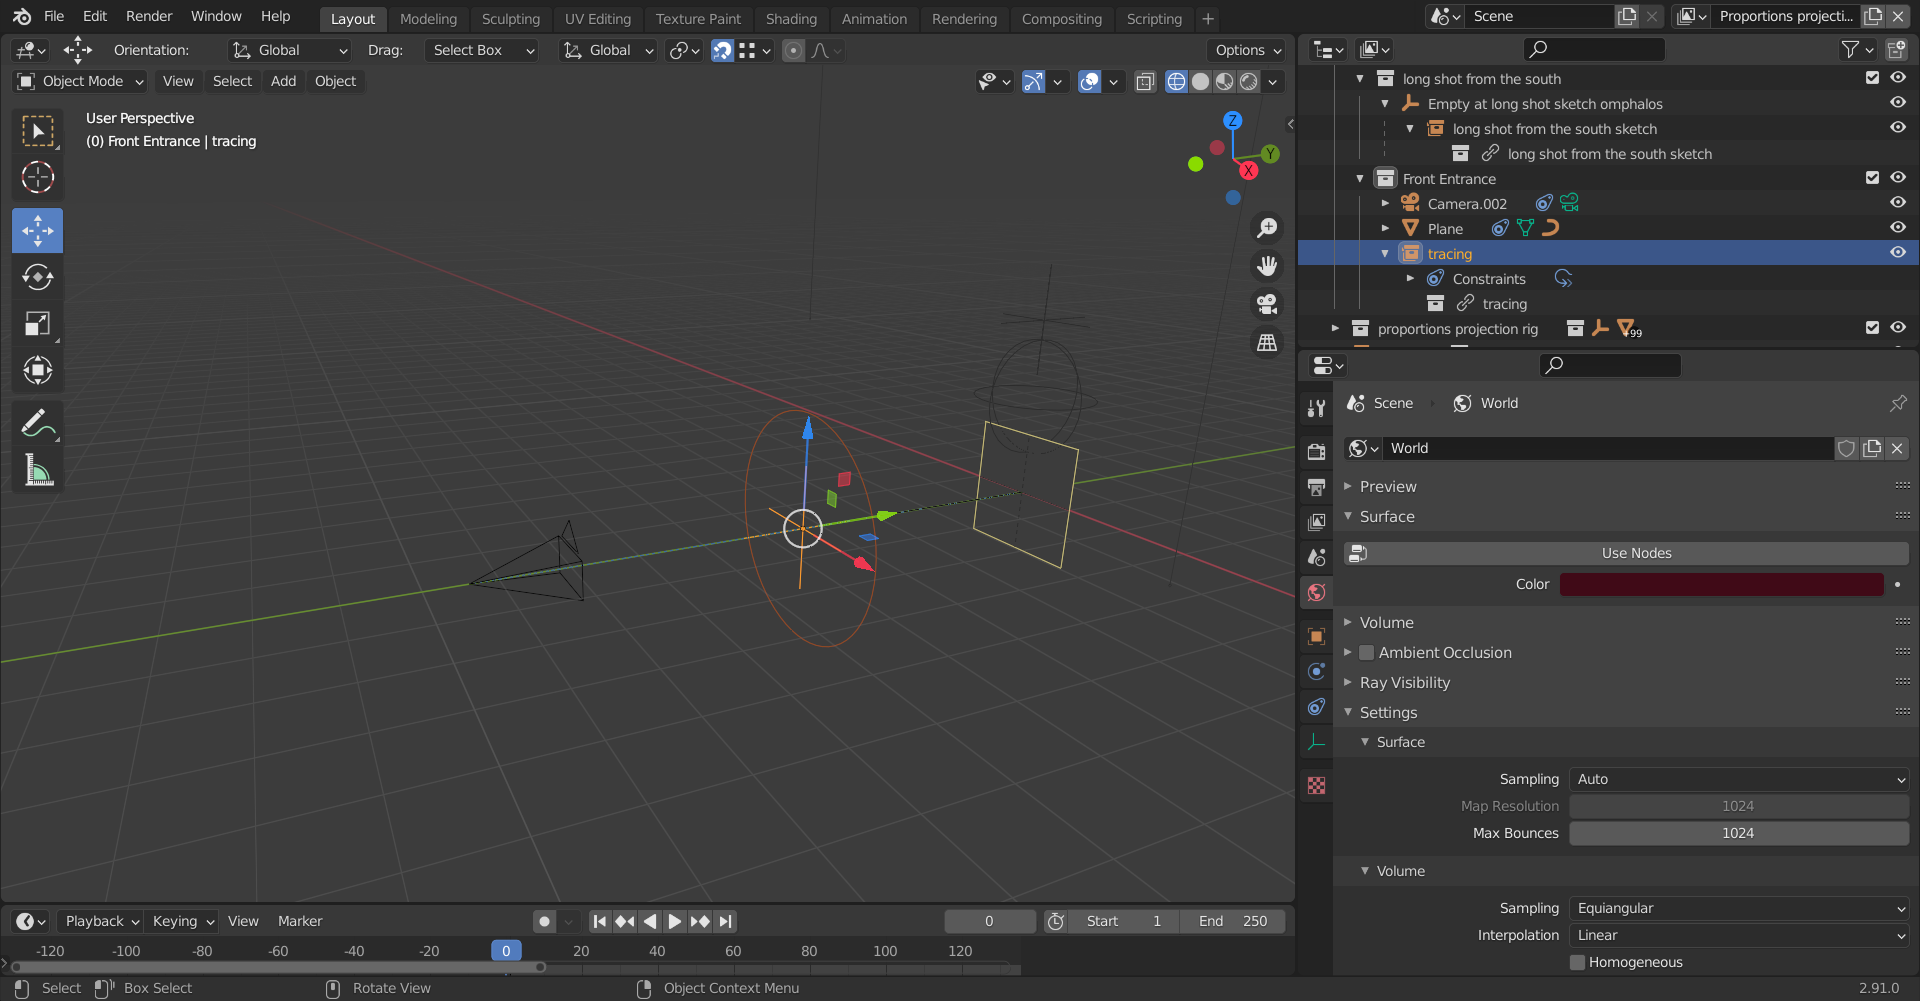 File Edit Render Window Help
Layout Modeling Sculpting UV Editing Texture Paint Shading Animation Rendering Compositing Scripting +
Scene
Proportions projecti...
Orientation: Global Drag: Select Box Global
Options
Object Mode View Select Add Object
User Perspective
(0) Front Entrance | tracing
Z
Y
X
long shot from the south
Empty at long shot sketch omphalos
long shot from the south sketch
long shot from the south sketch
Front Entrance
Camera.002
Plane
tracing
Constraints
tracing
proportions projection rig
+99
Scene World
World
Preview
Surface
Use Nodes
Color
Volume
Ambient Occlusion
Ray Visibility
Settings
Surface
Sampling Auto
Map Resolution 1024
Max Bounces 1024
Volume
Sampling Equiangular
Interpolation Linear
Homogeneous
Playback Keying View Marker
0
Start 1 End 250
-120 -100 -80 -60 -40 -20 0 20 40 60 80 100 120
Select Box Select Rotate View Object Context Menu
2.91.0